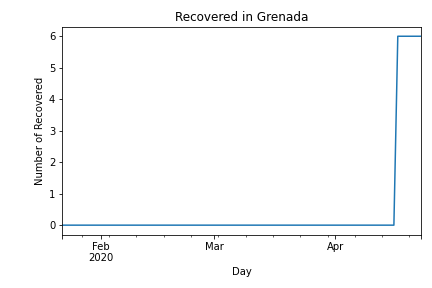 Recovered in Grenada
Number of Recovered
6
5
4
3
2
1
0
Feb
2020
Mar
Apr
Day